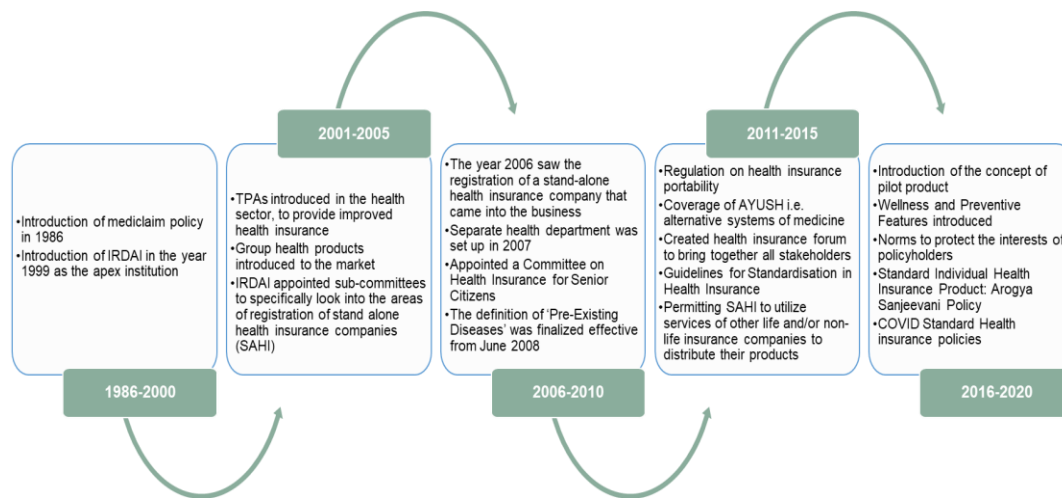 1986-2000
•Introduction of mediclaim policy
in 1986
•Introduction of IRDAI in the year
1999 as the apex institution
2001-2005
•TPAs introduced in the health
sector, to provide improved
health insurance
•Group health products
introduced to the market
•IRDAI appointed sub-committees
to specifically look into the areas
of registration of stand alone
health insurance companies
(SAHI)
2006-2010
•The year 2006 saw the
registration of a stand-alone
health insurance company that
came into the business
•Separate health department was
set up in 2007
•Appointed a Committee on
Health Insurance for Senior
Citizens
•The definition of ‘Pre-Existing
Diseases’ was finalized effective
from June 2008
2011-2015
•Regulation on health insurance
portability
•Coverage of AYUSH i.e.
alternative systems of medicine
•Created health insurance forum
to bring together all stakeholders
•Guidelines for Standardisation in
Health Insurance
•Permitting SAHI to utilize
services of other life and/or non-
life insurance companies to
distribute their products
2016-2020
•Introduction of the concept of
pilot product
•Wellness and Preventive
Features introduced
•Norms to protect the interests of
policyholders
•Standard Individual Health
Insurance Product: Arogya
Sanjeevani Policy
•COVID Standard Health
insurance policies